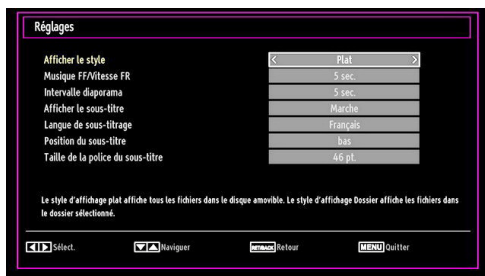 Réglages
Afficher le style < Plat >
Musique FF/Vitesse FR 5 sec.
Intervalle diaporama 5 sec.
Afficher le sous-titre Marche
Langue de sous-titrage Français
Position du sous-titre bas
Taille de la police du sous-titre 46 pt.
Le style d'affichage plat affiche tous les fichiers dans le disque amovible. Le style d'affichage Dossier affiche les fichiers dans
le dossier sélectionné.
Sélect. Naviguer RET/BACK Retour MENU Quitter